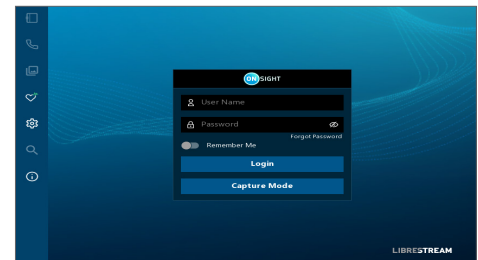 ONSIGHT
User Name
Password
Forgot Password
Remember Me
Login
Capture Mode
LIBRESTREAM